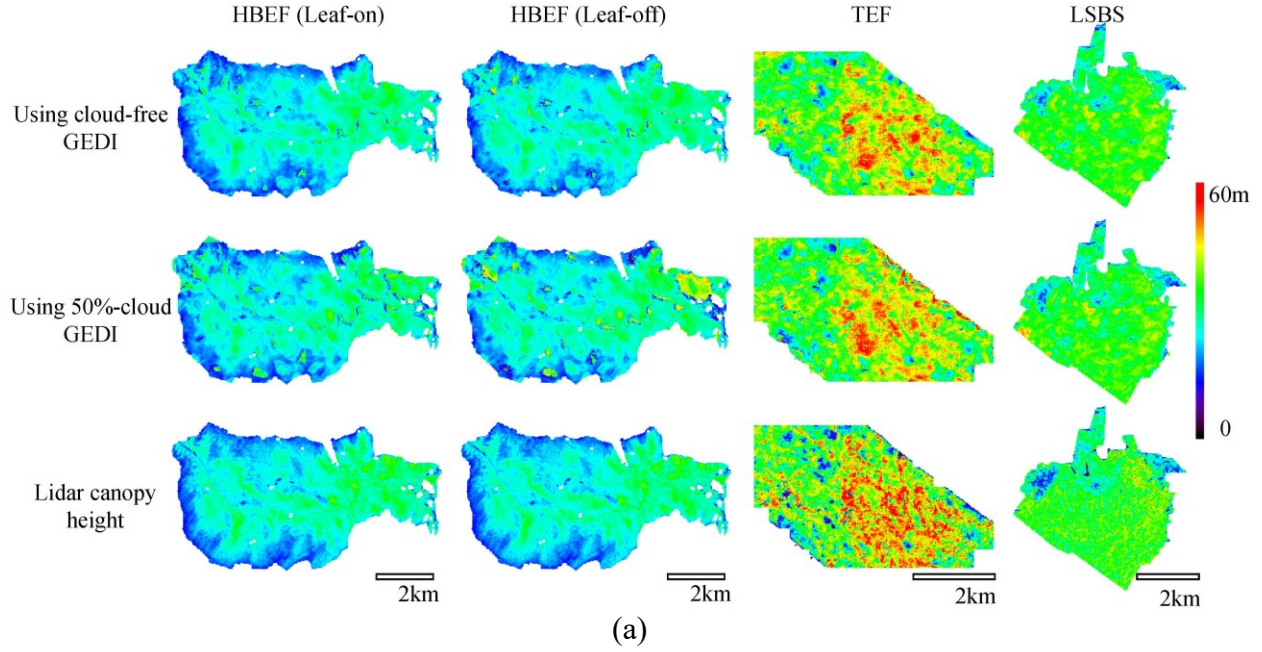 HBEF (Leaf-on)
HBEF (Leaf-off)
TEF
LSBS
Using cloud-free
GEDI
60m
Using 50%-cloud
GEDI
0
Lidar canopy
height
2km
2km
2km
2km
(a)